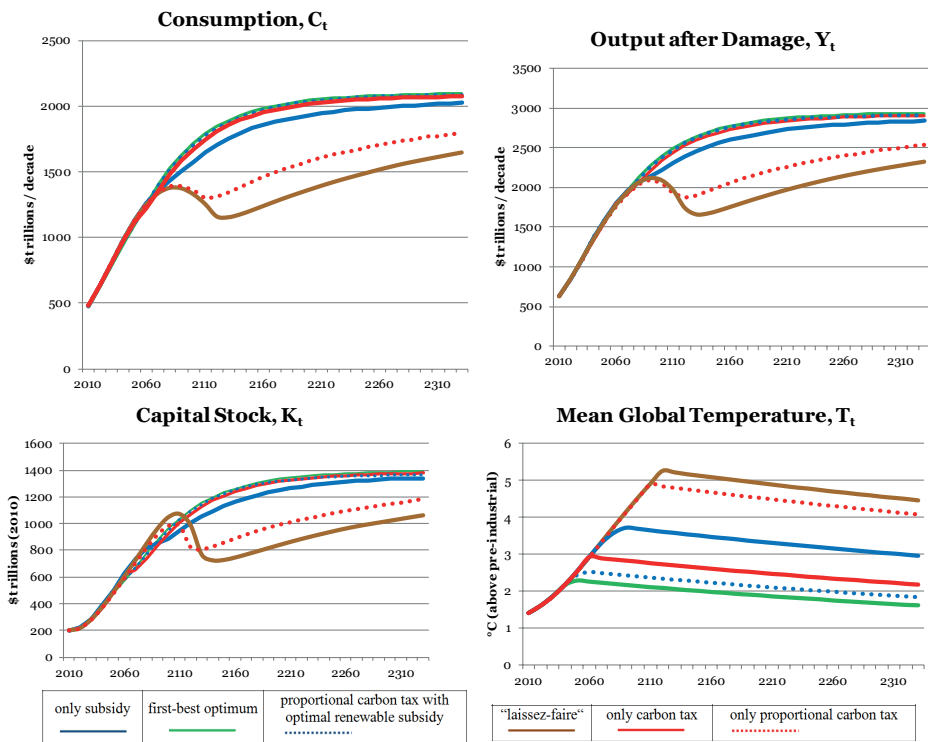 Consumption, Cₜ
$trillions/ decade
2500
2000
1500
1000
500
0
2010 2060 2110 2160 2210 2260 2310
Output after Damage, Yₜ
$trillions/ decade
3500
3000
2500
2000
1500
1000
500
0
2010 2060 2110 2160 2210 2260 2310
Capital Stock, Kₜ
$trillions (2010)
1600
1400
1200
1000
800
600
400
200
0
2010 2060 2110 2160 2210 2260 2310
Mean Global Temperature, Tₜ
°C (above pre-industrial)
6
5
4
3
2
1
0
2010 2060 2110 2160 2210 2260 2310
only subsidy
first-best optimum
proportional carbon tax with
optimal renewable subsidy
“laissez-faire“
only carbon tax
only proportional carbon tax